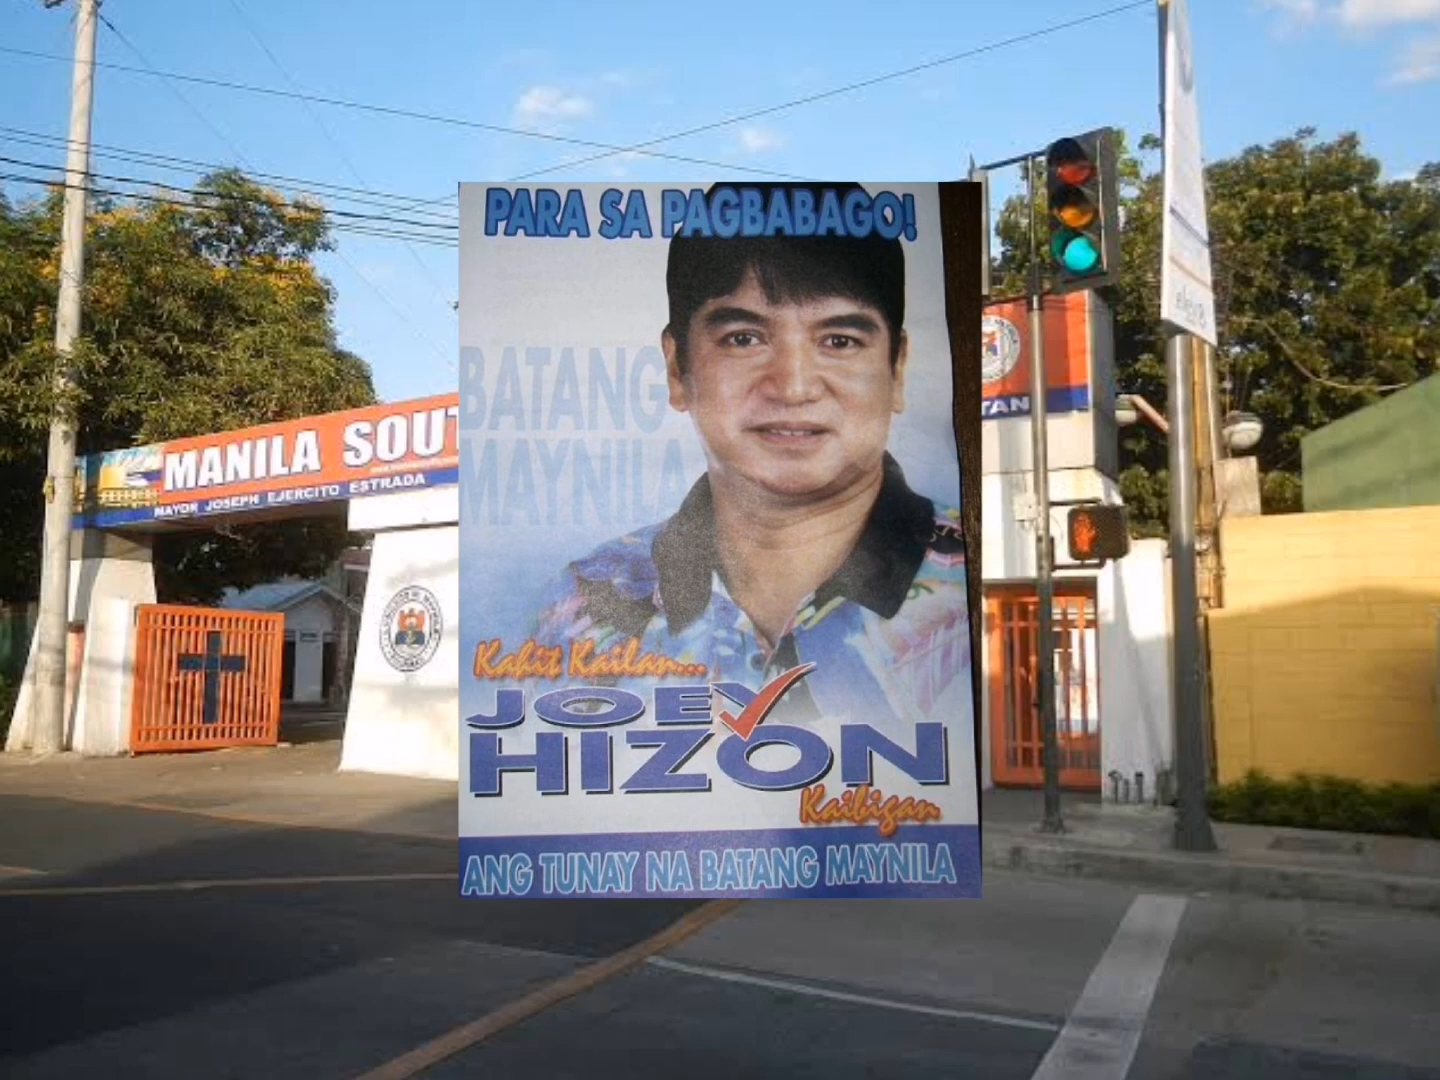 PARA SA PAGBABAGO!
BATANG
MAYNILA
MANILA SOUT
MAYOR JOSEPH EJERCITO ESTRADA
TAN
Kahit Kailan...
JOEY
HIZON
Kaibigan
ANG TUNAY NA BATANG MAYNILA